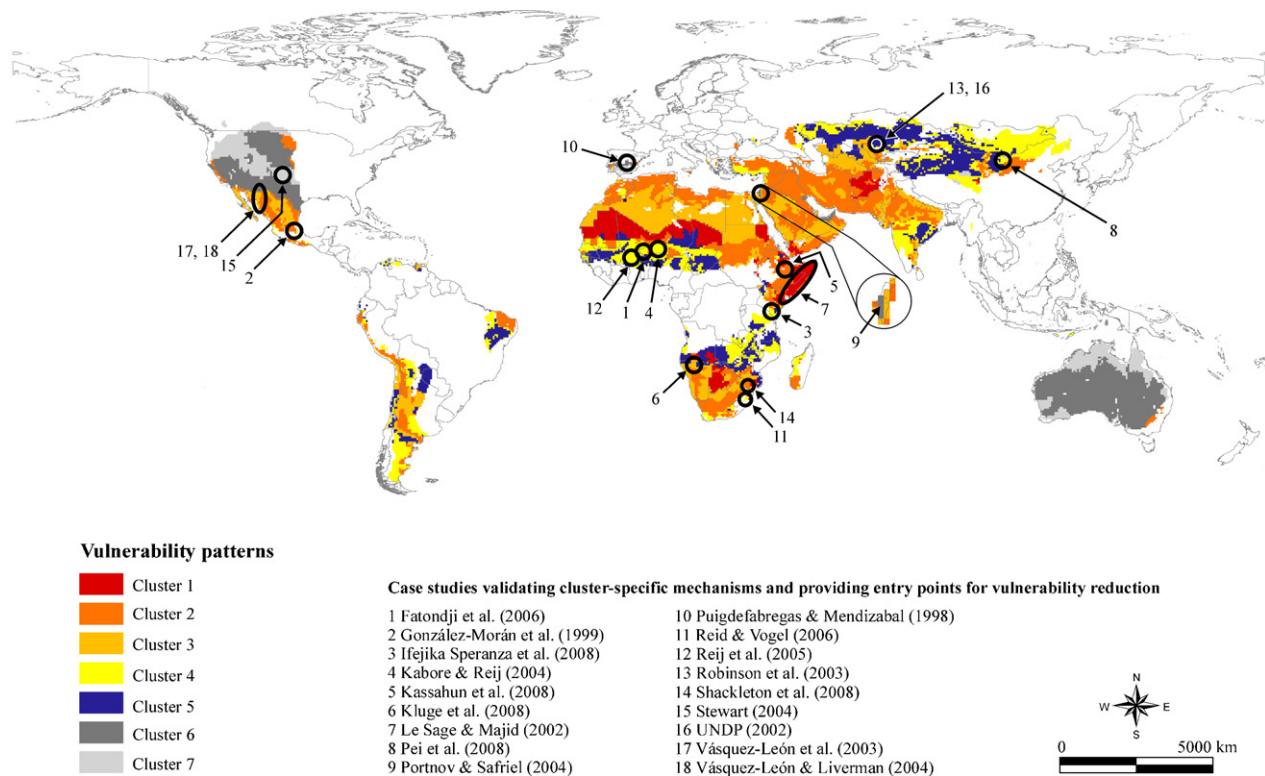 13, 16
10
8
17, 18
15
2
12
1
4
5
7
3
9
6
14
11
Vulnerability patterns
Cluster 1
Cluster 2
Cluster 3
Cluster 4
Cluster 5
Cluster 6
Cluster 7
Case studies validating cluster-specific mechanisms and providing entry points for vulnerability reduction
1 Fatondji et al. (2006)
2 González-Morán et al. (1999)
3 Ifejika Speranza et al. (2008)
4 Kabore & Reij (2004)
5 Kassahun et al. (2008)
6 Kluge et al. (2008)
7 Le Sage & Majid (2002)
8 Pei et al. (2008)
9 Portnov & Safriel (2004)
10 Puigdefabregas & Mendizabal (1998)
11 Reid & Vogel (2006)
12 Reij et al. (2005)
13 Robinson et al. (2003)
14 Shackleton et al. (2008)
15 Stewart (2004)
16 UNDP (2002)
17 Vásquez-León et al. (2003)
18 Vásquez-León & Liverman (2004)
N
W E
S
0 5000 km